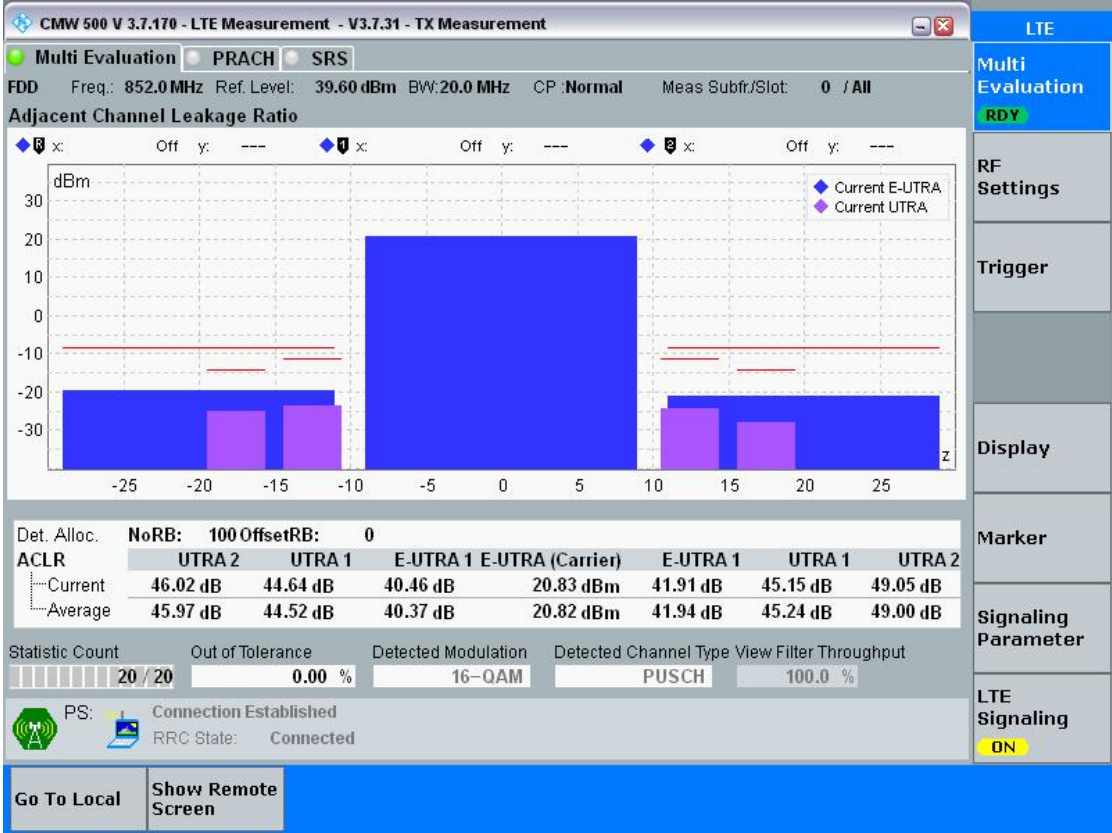 CMW 500 V 3.7.170 - LTE Measurement - V3.7.31 - TX Measurement
LTE
Multi Evaluation PRACH SRS
FDD Freq.: 852.0 MHz Ref. Level: 39.60 dBm BW: 20.0 MHz CP : Normal Meas Subfr./Slot: 0 / All
Adjacent Channel Leakage Ratio
R x: Off y: --- 1 x: Off y: --- 2 x: Off y: ---
dBm
Current E-UTRA
Current UTRA
30
20
10
0
-10
-20
-30
z
-25 -20 -15 -10 -5 0 5 10 15 20 25
Det. Alloc. NoRB: 100 OffsetRB: 0
ACLR UTRA 2 UTRA 1 E-UTRA 1 E-UTRA (Carrier) E-UTRA 1 UTRA 1 UTRA 2
Current 46.02 dB 44.64 dB 40.46 dB 20.83 dBm 41.91 dB 45.15 dB 49.05 dB
Average 45.97 dB 44.52 dB 40.37 dB 20.82 dBm 41.94 dB 45.24 dB 49.00 dB
Statistic Count Out of Tolerance Detected Modulation Detected Channel Type View Filter Throughput
20 / 20 0.00 % 16-QAM PUSCH 100.0 %
PS: Connection Established
RRC State: Connected
Multi
Evaluation
RDY
RF
Settings
Trigger
Display
Marker
Signaling
Parameter
LTE
Signaling
ON
Go To Local
Show Remote
Screen